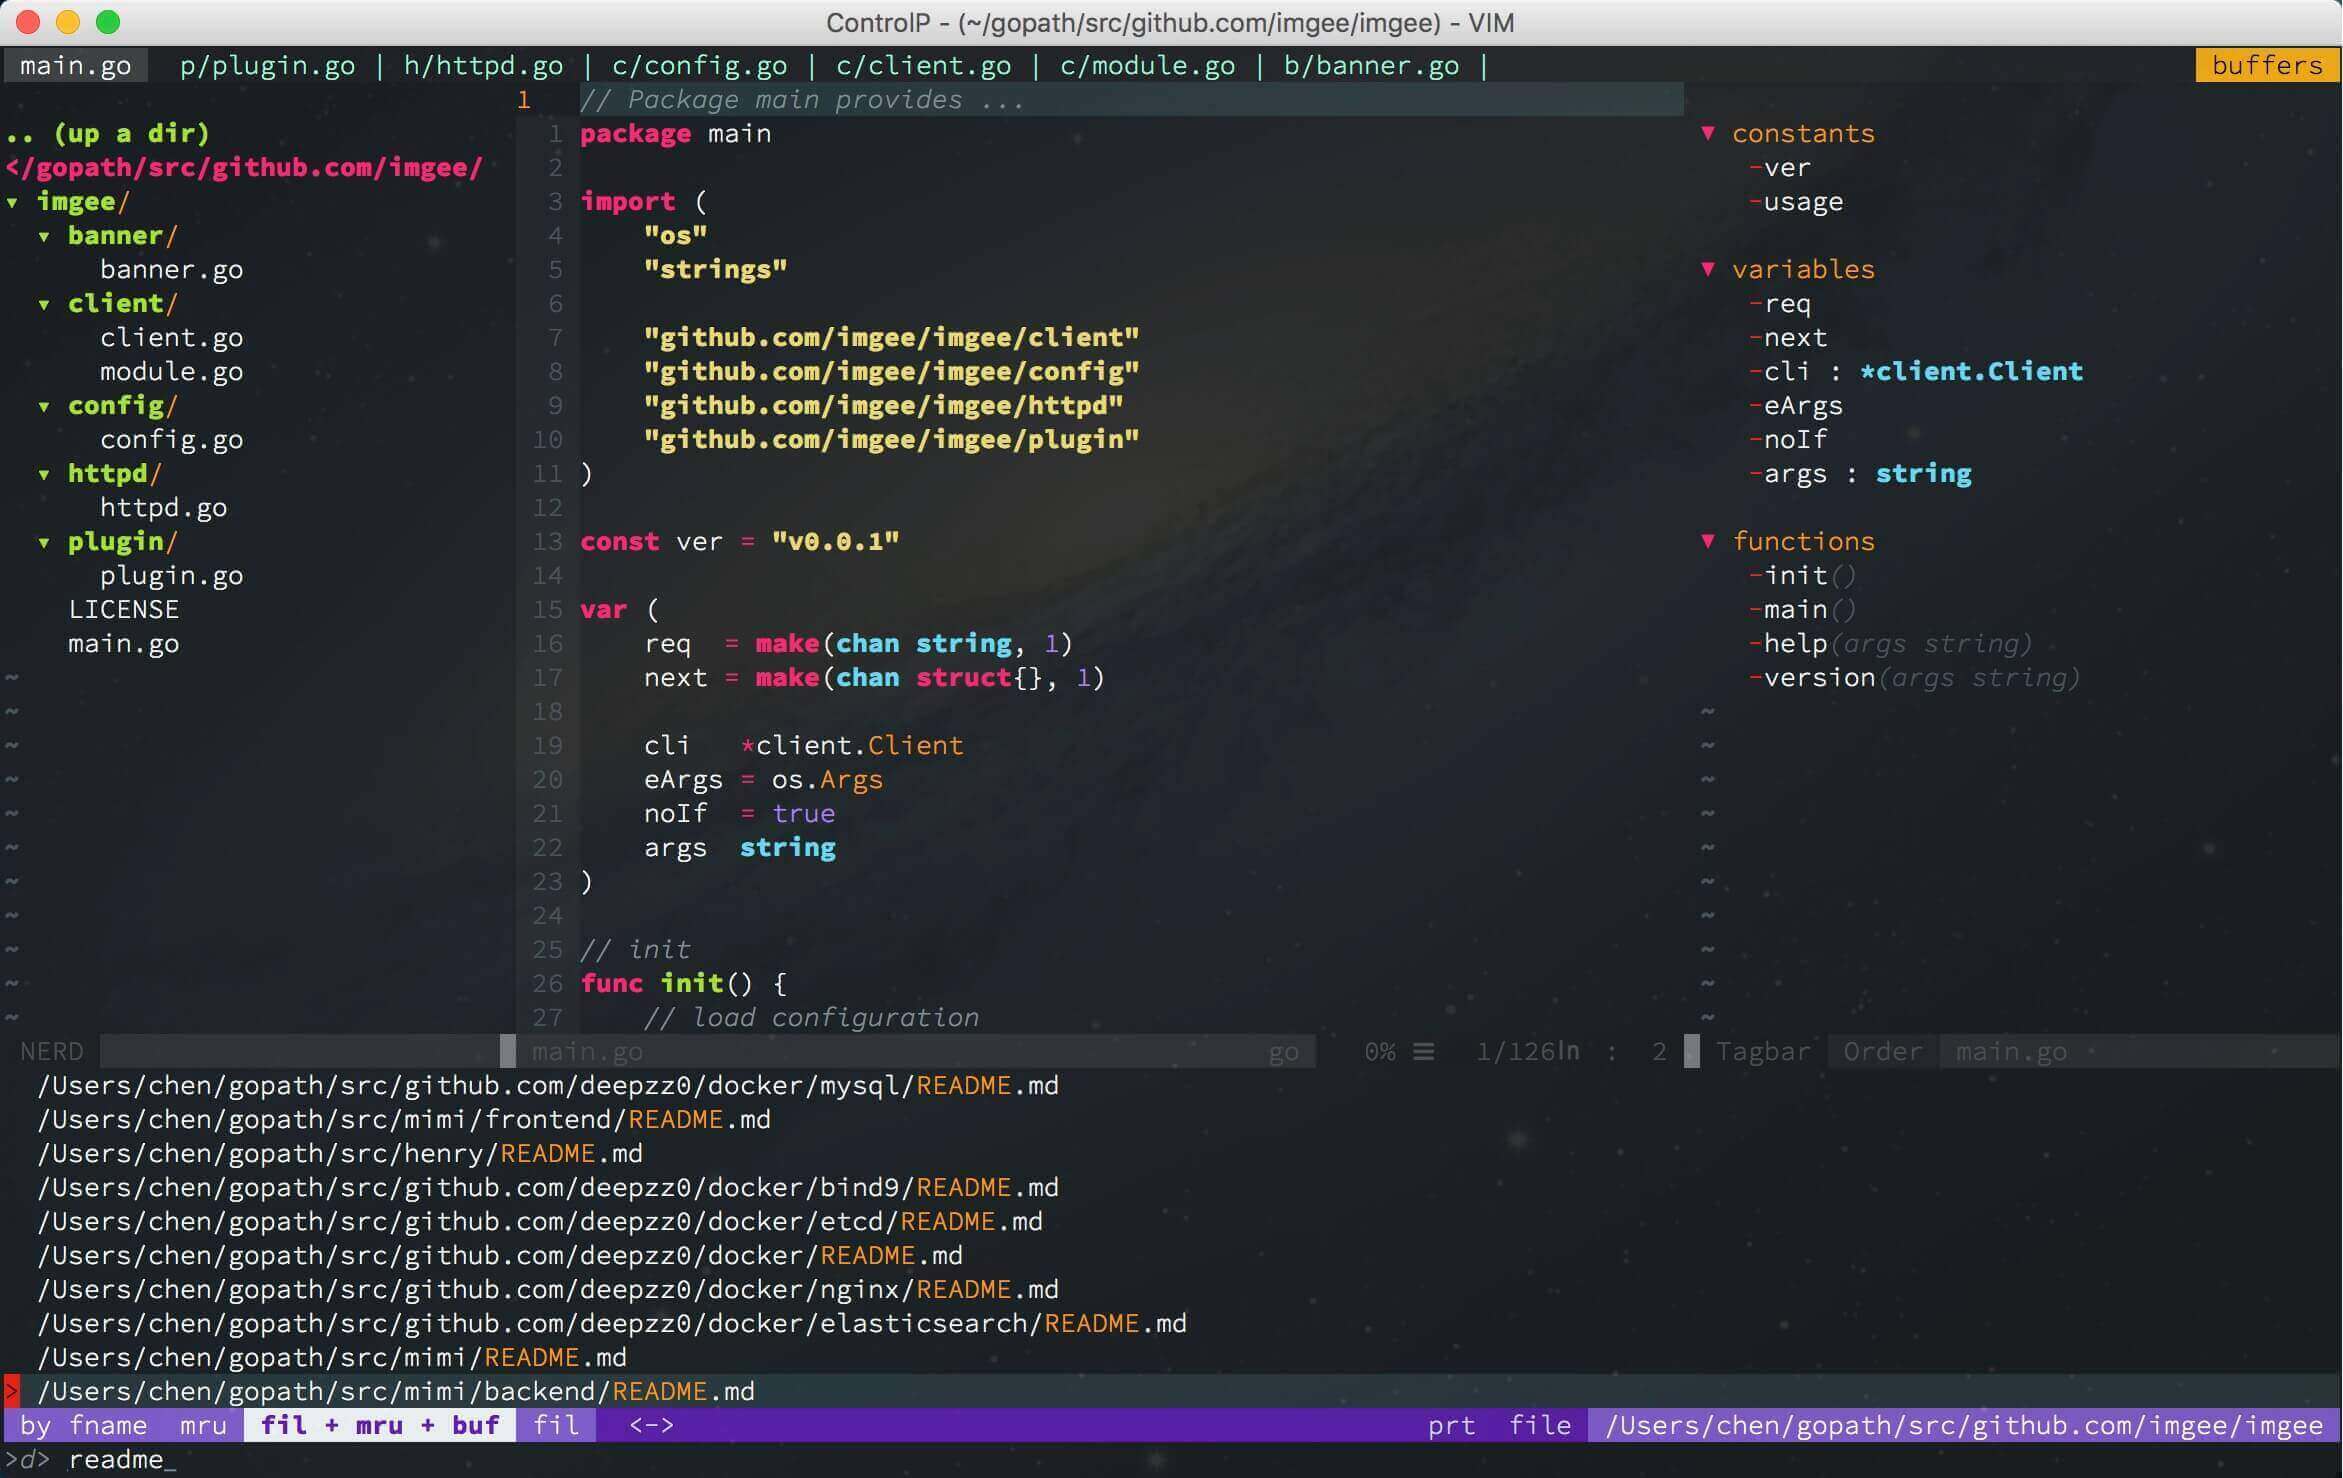 ControlP - (~/gopath/src/github.com/imgee/imgee) - VIM
main.go p/plugin.go | h/httpd.go | c/config.go | c/client.go | c/module.go | b/banner.go | buffers
.. (up a dir)
</gopath/src/github.com/imgee/
▾ imgee/
▾ banner/
banner.go
▾ client/
client.go
module.go
▾ config/
config.go
▾ httpd/
httpd.go
▾ plugin/
plugin.go
LICENSE
main.go
~
~
~
~
~
~
~
~
~
~
~
1 // Package main provides ...
1 package main
2
3 import (
4 "os"
5 "strings"
6
7 "github.com/imgee/imgee/client"
8 "github.com/imgee/imgee/config"
9 "github.com/imgee/imgee/httpd"
10 "github.com/imgee/imgee/plugin"
11 )
12
13 const ver = "v0.0.1"
14
15 var (
16 req = make(chan string, 1)
17 next = make(chan struct{}, 1)
18
19 cli *client.Client
20 eArgs = os.Args
21 noIf = true
22 args string
23 )
24
25 // init
26 func init() {
27 // load configuration
▼ constants
-ver
-usage
▼ variables
-req
-next
-cli : *client.Client
-eArgs
-noIf
-args : string
▼ functions
-init()
-main()
-help(args string)
-version(args string)
~
~
~
~
~
~
~
~
~
~
NERD main.go go 0% ☰ 1/126ln : 2 Tagbar Order main.go
/Users/chen/gopath/src/github.com/deepzz0/docker/mysql/README.md
/Users/chen/gopath/src/mimi/frontend/README.md
/Users/chen/gopath/src/henry/README.md
/Users/chen/gopath/src/github.com/deepzz0/docker/bind9/README.md
/Users/chen/gopath/src/github.com/deepzz0/docker/etcd/README.md
/Users/chen/gopath/src/github.com/deepzz0/docker/README.md
/Users/chen/gopath/src/github.com/deepzz0/docker/nginx/README.md
/Users/chen/gopath/src/github.com/deepzz0/docker/elasticsearch/README.md
/Users/chen/gopath/src/mimi/README.md
> /Users/chen/gopath/src/mimi/backend/README.md
by fname mru fil + mru + buf fil <-> prt file /Users/chen/gopath/src/github.com/imgee/imgee
>d> readme_